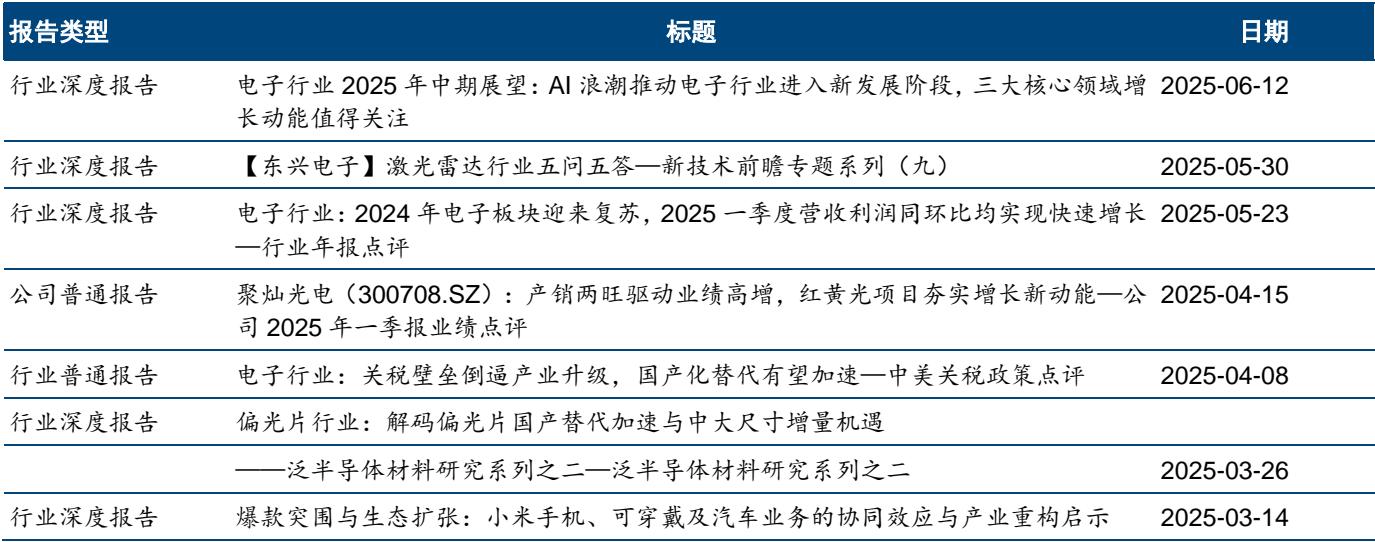 报告类型 标题 日期
行业深度报告 电子行业 2025 年中期展望：AI 浪潮推动电子行业进入新发展阶段，三大核心领域增 2025-06-12
长动能值得关注
行业深度报告 【东兴电子】激光雷达行业五问五答—新技术前瞻专题系列（九） 2025-05-30
行业深度报告 电子行业：2024 年电子板块迎来复苏，2025 一季度营收利润同环比均实现快速增长 2025-05-23
—行业年报点评
公司普通报告 聚灿光电（300708.SZ）：产销两旺驱动业绩高增，红黄光项目夯实增长新动能—公 2025-04-15
司 2025 年一季报业绩点评
行业普通报告 电子行业：关税壁垒倒逼产业升级，国产化替代有望加速—中美关税政策点评 2025-04-08
行业深度报告 偏光片行业：解码偏光片国产替代加速与中大尺寸增量机遇
——泛半导体材料研究系列之二—泛半导体材料研究系列之二 2025-03-26
行业深度报告 爆款突围与生态扩张：小米手机、可穿戴及汽车业务的协同效应与产业重构启示 2025-03-14